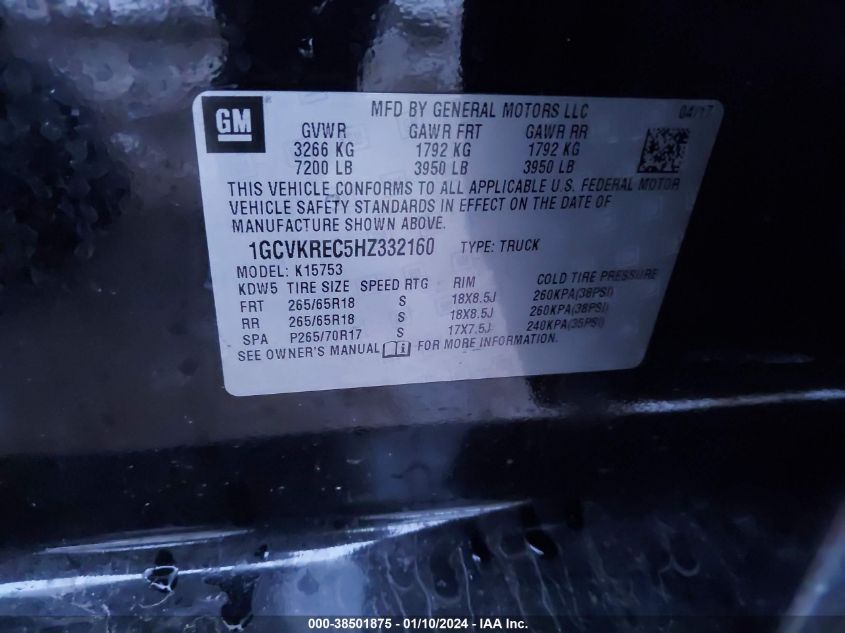 GM
MFD BY GENERAL MOTORS LLC 04/17
GVWR GAWR FRT GAWR RR
3266 KG 1792 KG 1792 KG
7200 LB 3950 LB 3950 LB
THIS VEHICLE CONFORMS TO ALL APPLICABLE U.S. FEDERAL MOTOR
VEHICLE SAFETY STANDARDS IN EFFECT ON THE DATE OF
MANUFACTURE SHOWN ABOVE.
1GCVKREC5HZ332160 TYPE: TRUCK
MODEL: K15753
KDW5 TIRE SIZE SPEED RTG RIM COLD TIRE PRESSURE
FRT 265/65R18 S 18X8.5J 260KPA(38PSI)
RR 265/65R18 S 18X8.5J 260KPA(38PSI)
SPA P265/70R17 S 17X7.5J 240KPA(35PSI)
SEE OWNER'S MANUAL FOR MORE INFORMATION.
000-38501875 - 01/10/2024 - IAA Inc.